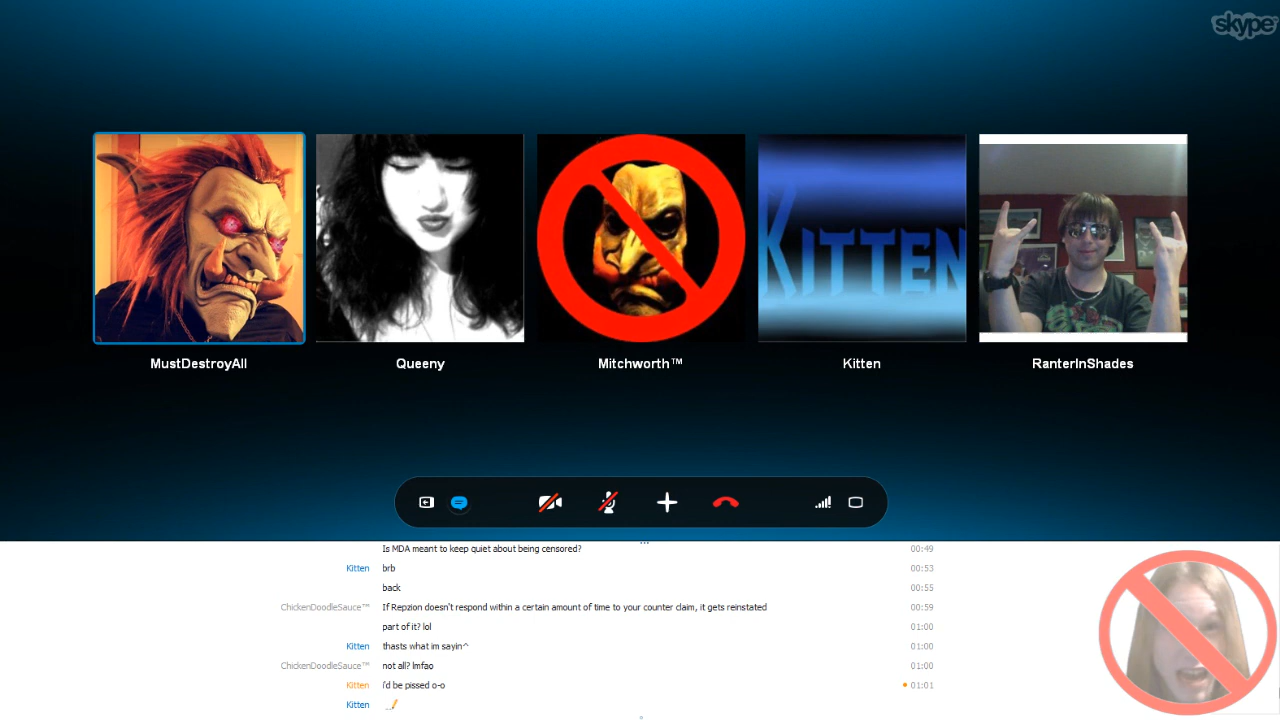 skype
KITTEN
MustDestroyAll
Queeny
Mitchworth™
Kitten
RanterInShades
Is MDA meant to keep quiet about being censored? 00:49
Kitten brb 00:53
back 00:55
ChickenDoodleSauce™ If Repzion doesn't respond within a certain amount of time to your counter claim, it gets reinstated 00:59
part of it? lol 01:00
Kitten thasts what im sayin^ 01:00
ChickenDoodleSauce™ not all? lmfao 01:00
Kitten i'd be pissed o-o 01:01
Kitten